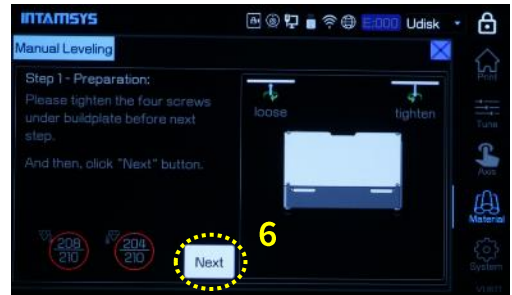 INTAMSYS
E:000 Udisk
Manual Leveling
Step 1 - Preparation:
Please tighten the four screws
under buildplate before next
step.
And then, click "Next" button.
loose
tighten
208
210
204
210
Next
6
Print
Tune
Axis
Material
System